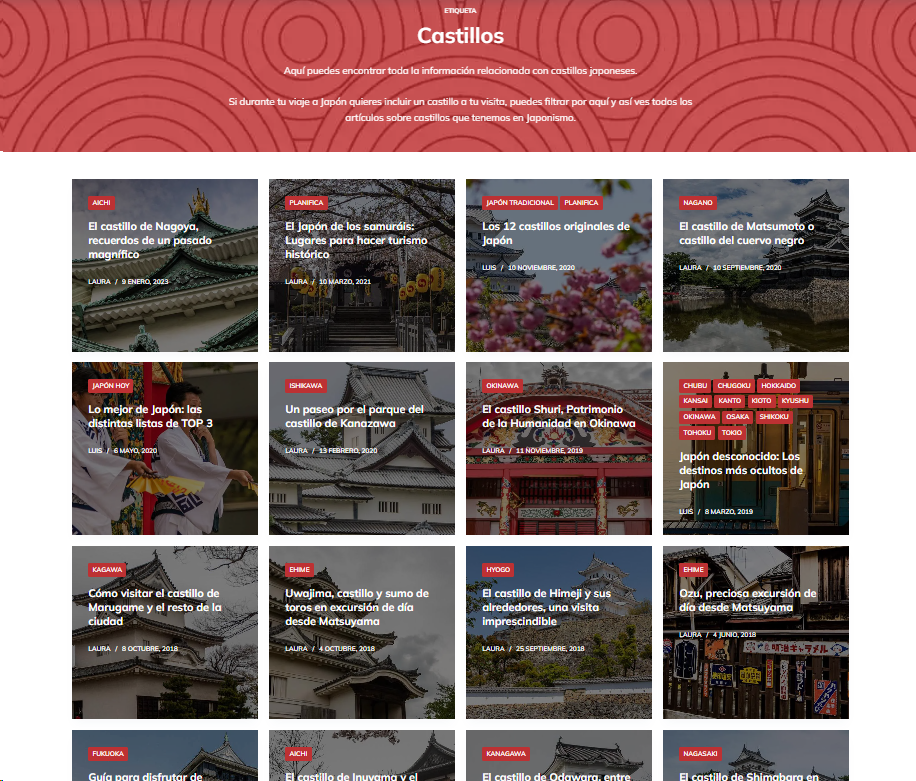 ETIQUETA
Castillos
Aquí puedes encontrar toda la información relacionada con castillos japoneses.
Si durante tu viaje a Japón quieres incluir un castillo a tu visita, puedes filtrar por aquí y así ves todos los
artículos sobre castillos que tenemos en Japonismo.
AICHI
El castillo de Nagoya,
recuerdos de un pasado
magnífico
LAURA / 9 ENERO, 2023
PLANIFICA
El Japón de los samuráis:
Lugares para hacer turismo
histórico
LAURA / 10 MARZO, 2021
JAPÓN TRADICIONAL PLANIFICA
Los 12 castillos originales de
Japón
LUIS / 10 NOVIEMBRE, 2020
NAGANO
El castillo de Matsumoto o
castillo del cuervo negro
LAURA / 10 SEPTIEMBRE, 2020
JAPÓN HOY
Lo mejor de Japón: las
distintas listas de TOP 3
LUIS / 6 MAYO, 2020
ISHIKAWA
Un paseo por el parque del
castillo de Kanazawa
LAURA / 13 FEBRERO, 2020
OKINAWA
El castillo Shuri, Patrimonio
de la Humanidad en Okinawa
LAURA / 11 NOVIEMBRE, 2019
CHUBU CHUGOKU HOKKAIDO
KANSAI KANTO KIOTO KYUSHU
OKINAWA OSAKA SHIKOKU
TOHOKU TOKIO
Japón desconocido: Los
destinos más ocultos de
Japón
LUIS / 8 MARZO, 2019
KAGAWA
Cómo visitar el castillo de
Marugame y el resto de la
ciudad
LAURA / 8 OCTUBRE, 2018
EHIME
Uwajima, castillo y sumo de
toros en excursión de día
desde Matsuyama
LAURA / 4 OCTUBRE, 2018
HYOGO
El castillo de Himeji y sus
alrededores, una visita
imprescindible
LAURA / 25 SEPTIEMBRE, 2018
EHIME
Ozu, preciosa excursión de
día desde Matsuyama
LAURA / 4 JUNIO, 2018
明治キャラメル
FUKUOKA
Guía para disfrutar de
AICHI
El castillo de Inuyama y el
KANAGAWA
El castillo de Odawara, entre
NAGASAKI
El castillo de Shimabara en